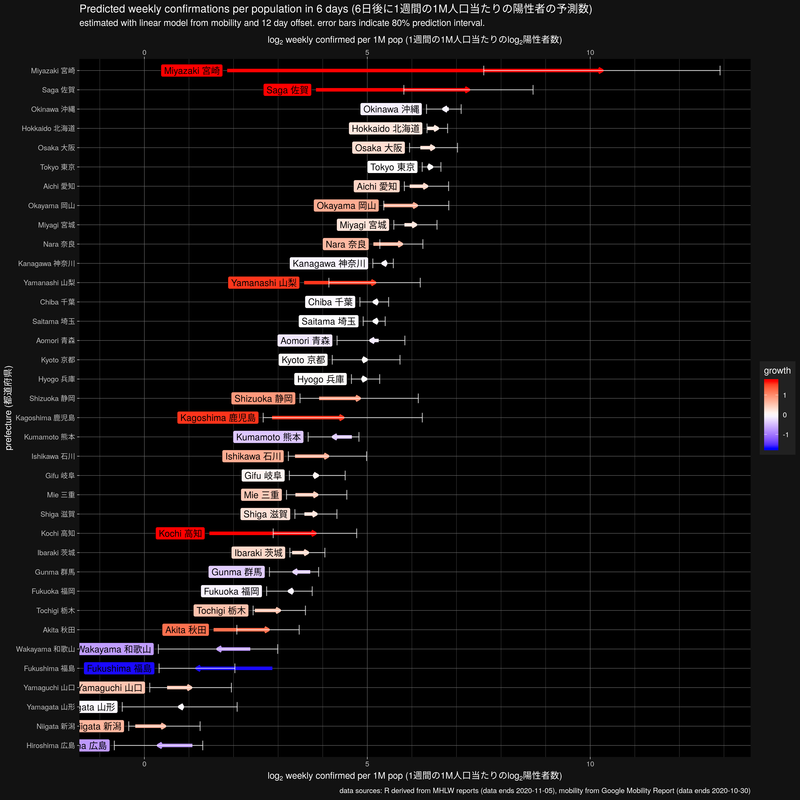 Predicted weekly confirmations per population in 6 days (6日後に1週間の1M人口当たりの陽性者の予測数)
estimated with linear model from mobility and 12 day offset. error bars indicate 80% prediction interval.
log₂ weekly confirmed per 1M pop (1週間の1M人口当たりのlog₂陽性者数)
0 5 10
Miyazaki 宮崎 Miyazaki 宮崎
Saga 佐賀 Saga 佐賀
Okinawa 沖縄 Okinawa 沖縄
Hokkaido 北海道 Hokkaido 北海道
Osaka 大阪 Osaka 大阪
Tokyo 東京 Tokyo 東京
Aichi 愛知 Aichi 愛知
Okayama 岡山 Okayama 岡山
Miyagi 宮城 Miyagi 宮城
Nara 奈良 Nara 奈良
Kanagawa 神奈川 Kanagawa 神奈川
Yamanashi 山梨 Yamanashi 山梨
Chiba 千葉 Chiba 千葉
Saitama 埼玉 Saitama 埼玉
Aomori 青森 Aomori 青森
Kyoto 京都 Kyoto 京都
Hyogo 兵庫 Hyogo 兵庫
Shizuoka 静岡 Shizuoka 静岡
Kagoshima 鹿児島 Kagoshima 鹿児島
Kumamoto 熊本 Kumamoto 熊本
Ishikawa 石川 Ishikawa 石川
Gifu 岐阜 Gifu 岐阜
Mie 三重 Mie 三重
Shiga 滋賀 Shiga 滋賀
Kochi 高知 Kochi 高知
Ibaraki 茨城 Ibaraki 茨城
Gunma 群馬 Gunma 群馬
Fukuoka 福岡 Fukuoka 福岡
Tochigi 栃木 Tochigi 栃木
Akita 秋田 Akita 秋田
Wakayama 和歌山 Wakayama 和歌山
Fukushima 福島 Fukushima 福島
Yamaguchi 山口 Yamaguchi 山口
Yamagata 山形 gata 山形
Niigata 新潟 igata 新潟
Hiroshima 広島 a 広島
0 5 10
log₂ weekly confirmed per 1M pop (1週間の1M人口当たりのlog₂陽性者数)
prefecture (都道府県)
growth
1
0
-1
data sources: R derived from MHLW reports (data ends 2020-11-05), mobility from Google Mobility Report (data ends 2020-10-30)